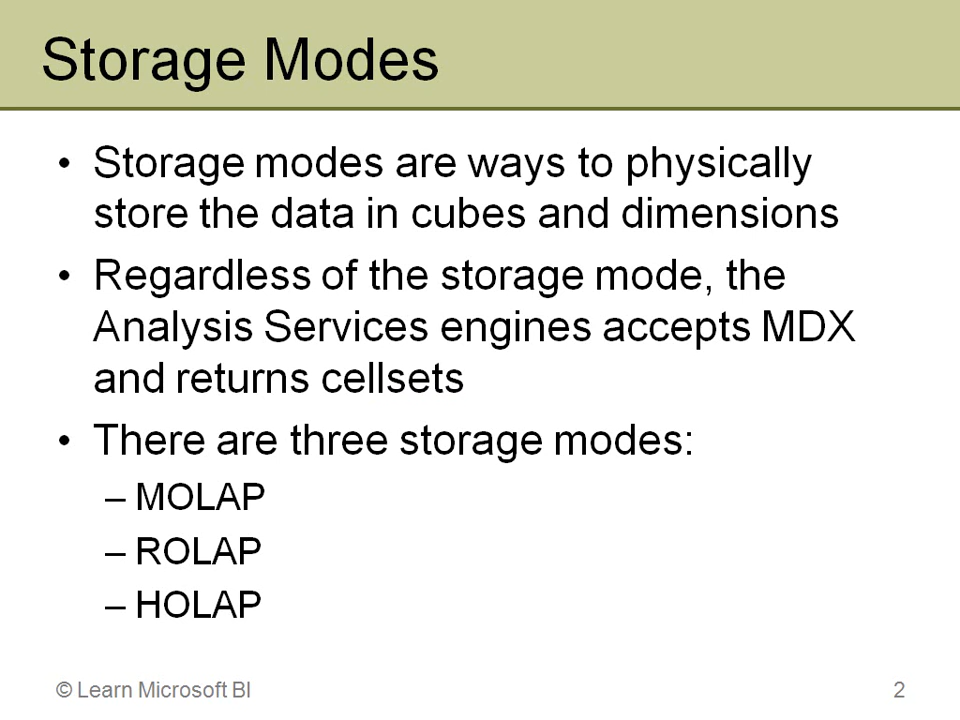 Storage Modes
• Storage modes are ways to physically
store the data in cubes and dimensions
• Regardless of the storage mode, the
Analysis Services engines accepts MDX
and returns cellsets
• There are three storage modes:
– MOLAP
– ROLAP
– HOLAP
© Learn Microsoft BI
2